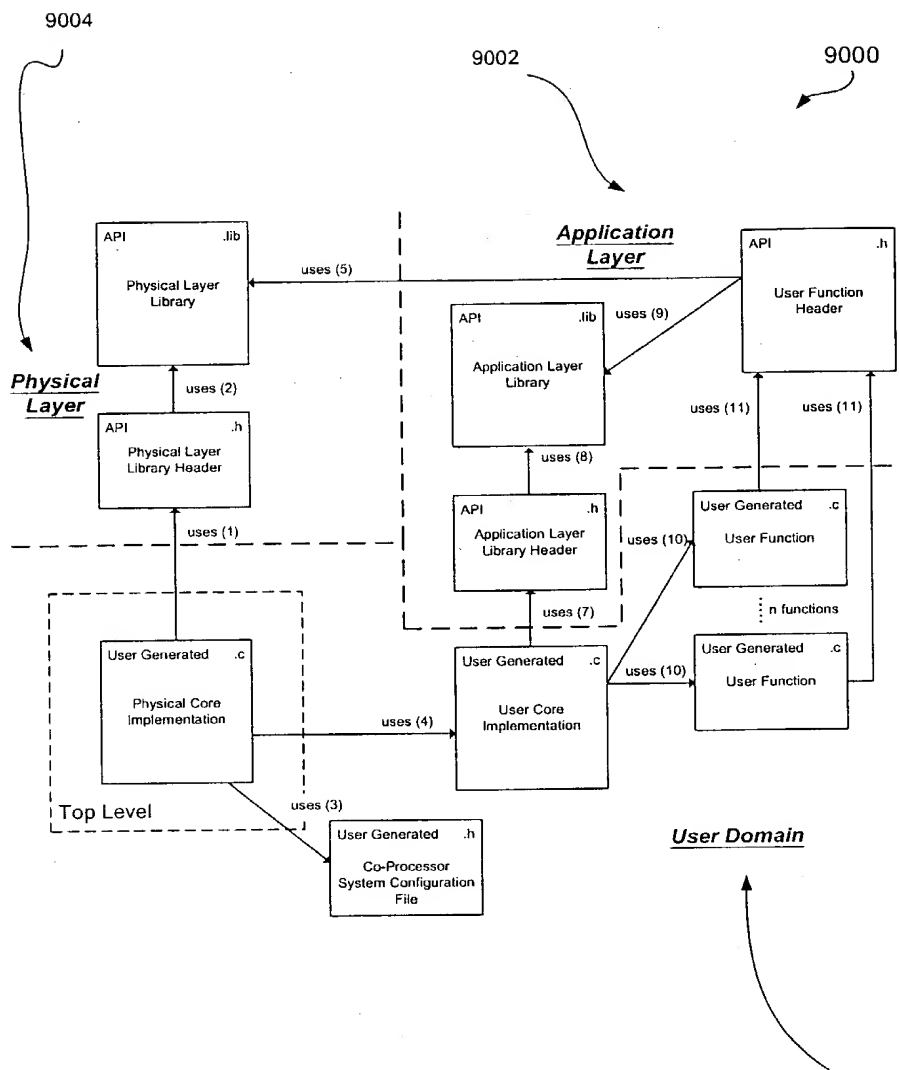 9004
9002
9000
API .lib
Physical Layer
Library
uses (5)
Application
Layer
API .h
User Function
Header
uses (9)
API .lib
Application Layer
Library
Physical
Layer
uses (2)
API .h
Physical Layer
Library Header
uses (11)
uses (11)
uses (8)
uses (1)
API .h
Application Layer
Library Header
uses (10)
User Generated .c
User Function
n functions
uses (7)
User Generated .c
Physical Core
Implementation
Top Level
uses (4)
User Generated .c
User Core
Implementation
uses (10)
User Generated .c
User Function
uses (3)
User Generated .h
Co-Processor
System Configuration
File
User Domain